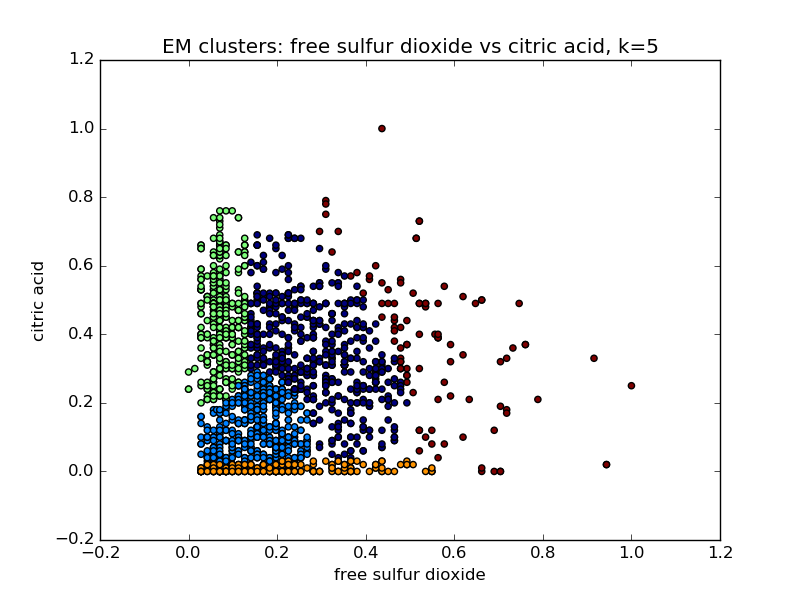 EM clusters: free sulfur dioxide vs citric acid, k=5
1.2
1.0
0.8
0.6
0.4
0.2
0.0
−0.2
citric acid
−0.2 0.0 0.2 0.4 0.6 0.8 1.0 1.2
free sulfur dioxide